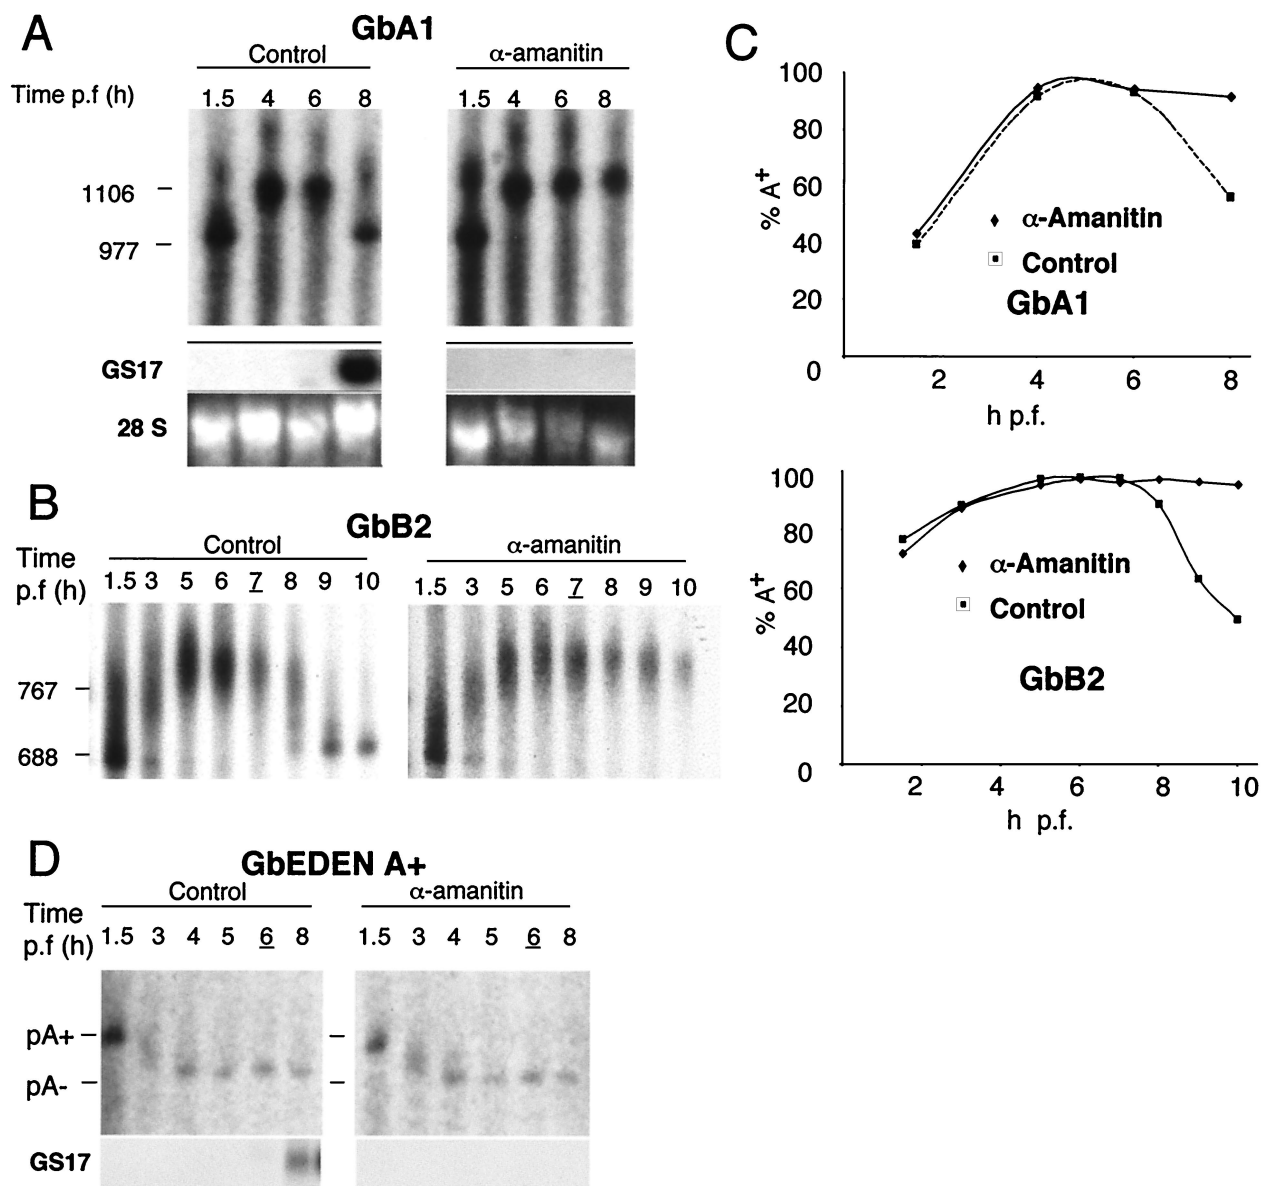 A
GbA1
Control
α-amanitin
Time p.f (h)
1.5 4 6 8
1.5 4 6 8
1106
977
GS17
28 S
B
GbB2
Control
α-amanitin
Time
p.f (h)
1.5 3 5 6 7 8 9 10
1.5 3 5 6 7 8 9 10
767
688
C
100
80
60
40
20
0
% A+
α-Amanitin
Control
GbA1
2 4 6 8
h p.f.
100
80
60
40
20
0
% A+
α-Amanitin
Control
GbB2
2 4 6 8 10
h p.f.
D
GbEDEN A+
Control
α-amanitin
Time
p.f (h)
1.5 3 4 5 6 8
1.5 3 4 5 6 8
pA+
pA-
GS17